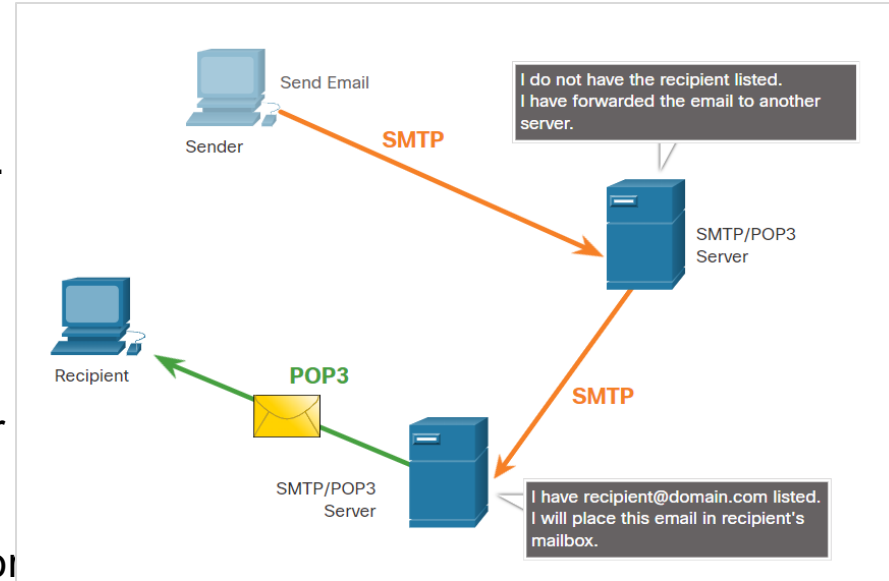 Send Email
I do not have the recipient listed.
I have forwarded the email to another
server.
SMTP
Sender
SMTP/POP3
Server
Recipient
POP3
SMTP
SMTP/POP3
Server
I have recipient@domain.com listed.
I will place this email in recipient's
mailbox.